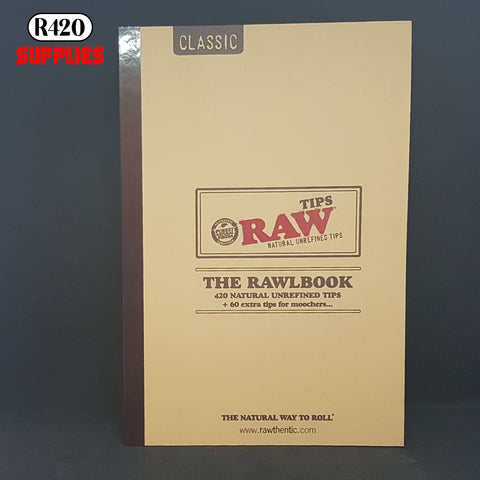 R420
SUPPLIES
CLASSIC
TIPS
RAW
NATURAL UNREFINED TIPS
THE RAWLBOOK
420 NATURAL UNREFINED TIPS
+ 60 extra tips for moochers...
THE NATURAL WAY TO ROLL
www.rawthentic.com